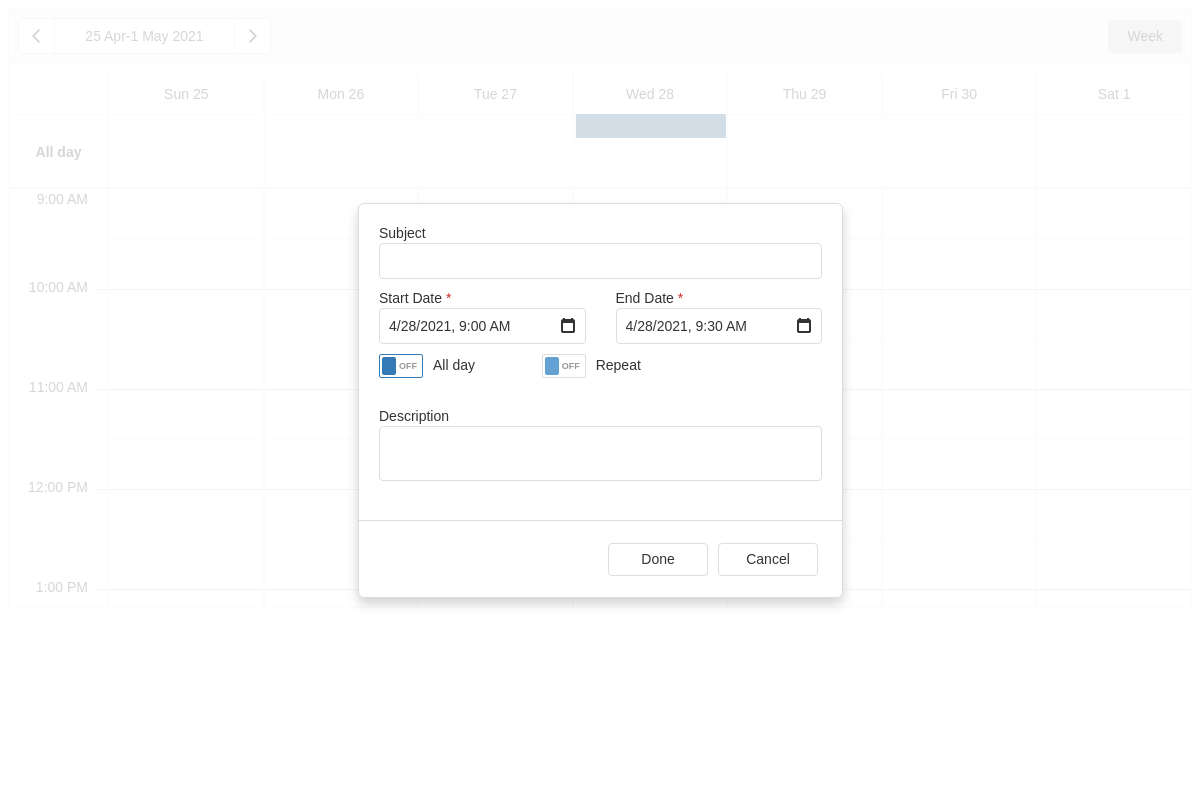 25 Apr-1 May 2021 Week
Sun 25 Mon 26 Tue 27 Wed 28 Thu 29 Fri 30 Sat 1
All day
9:00 AM
10:00 AM
11:00 AM
12:00 PM
1:00 PM
Subject
Start Date * End Date *
4/28/2021, 9:00 AM 4/28/2021, 9:30 AM
OFF All day OFF Repeat
Description
Done Cancel